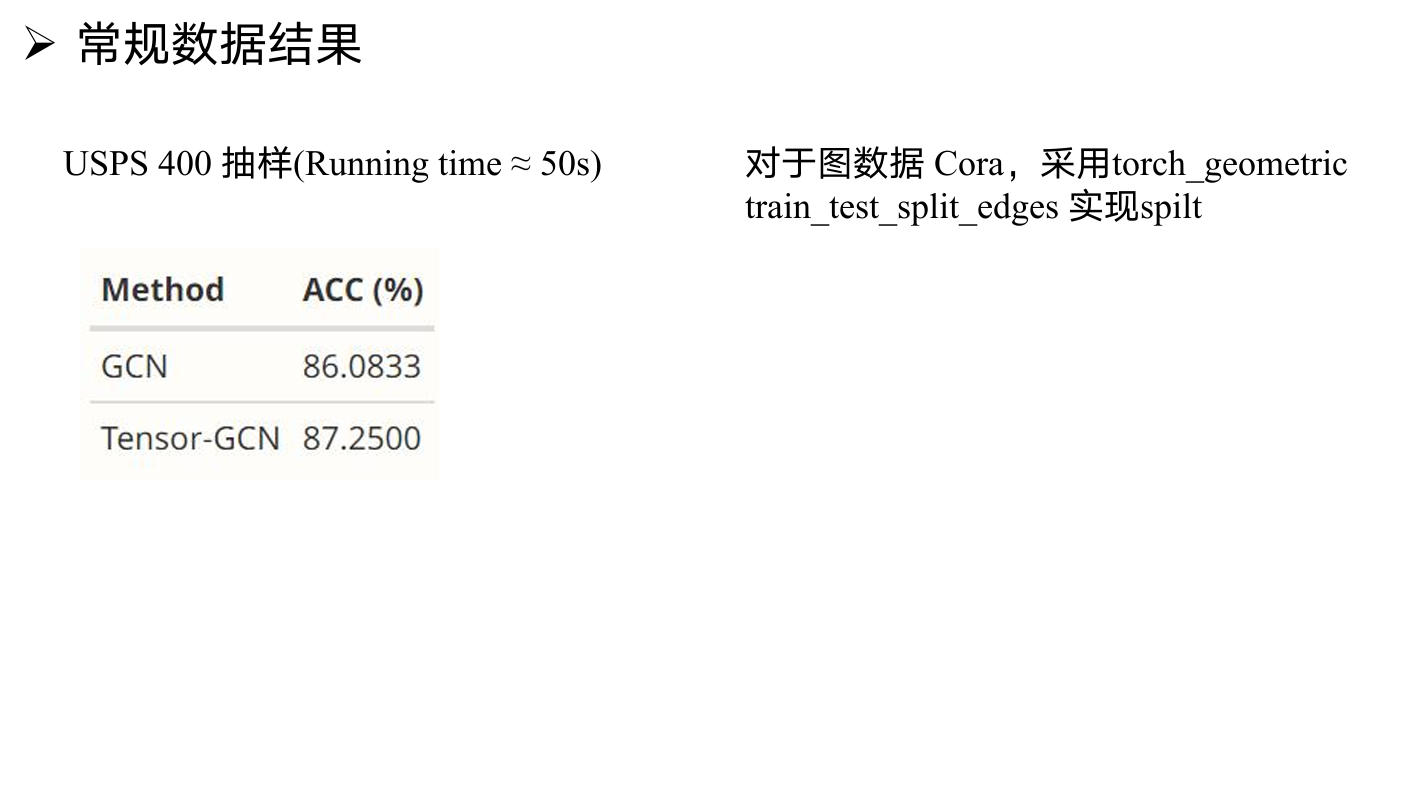 常规数据结果
USPS 400 抽样(Running time ≈ 50s)
Method ACC (%)
GCN 86.0833
Tensor-GCN 87.2500
对于图数据 Cora，采用torch_geometric
train_test_split_edges 实现spilt